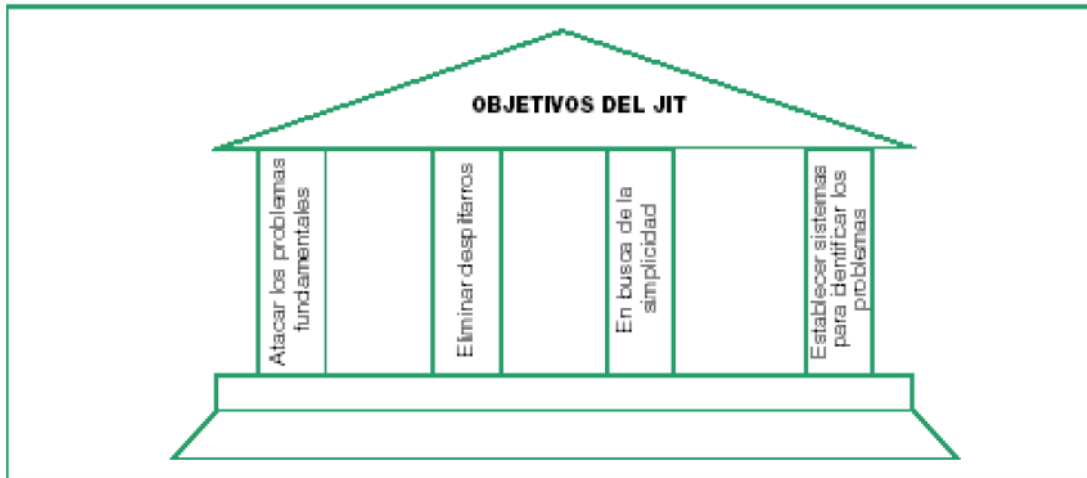 OBJETIVOS DEL JIT
Atacar los problemas
fundamentales
Eliminar despilfarros
En busca de la
simplicidad
Establecer sistemas
para identificar los
problemas